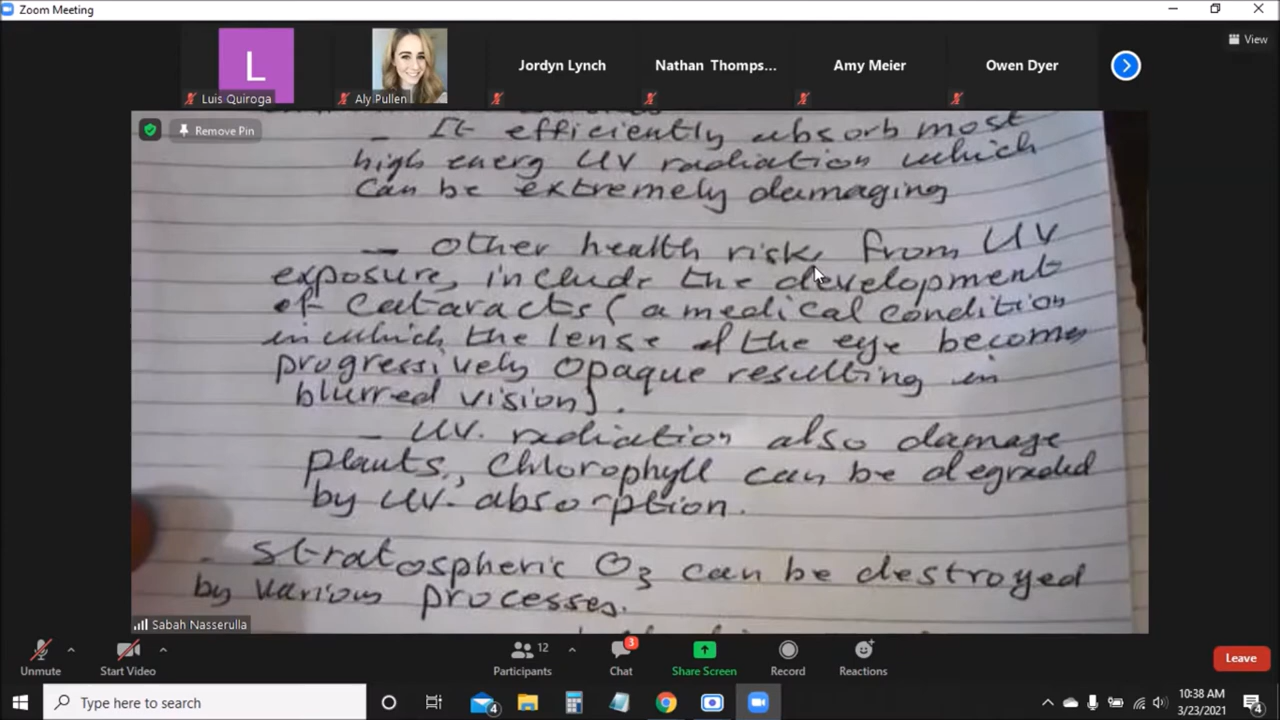 Zoom Meeting
View
L
Luis Quiroga
Aly Pullen
Jordyn Lynch
Nathan Thomps...
Amy Meier
Owen Dyer
Remove Pin
- It efficiently absorb most
high energ UV radiation which
can be extremely damaging
- Other health risk, from UV
exposure, include the development
of cataracts ( a medical condition
in which the lense of the eye becomes
progressively opaque resulting in
blurred vision).
- UV. radiation also damage
plants, Chlorophyll can be degraded
by UV. absorption.
- Stratospheric O3 can be destroyed
by various processes.
Sabah Nasserulla
Unmute
Start Video
Participants
12
Chat
3
Share Screen
Record
Reactions
Leave
Type here to search
4
10:38 AM
3/23/2021
4